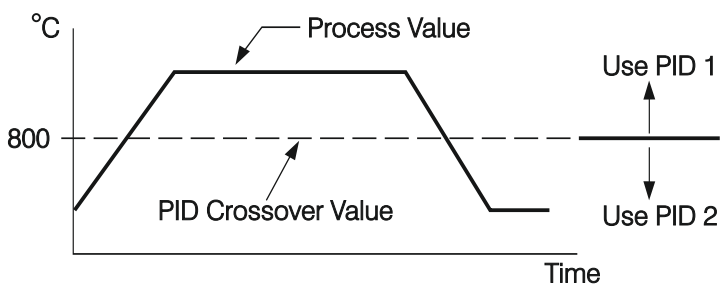 °C
Process Value
Use PID 1
800
PID Crossover Value
Use PID 2
Time